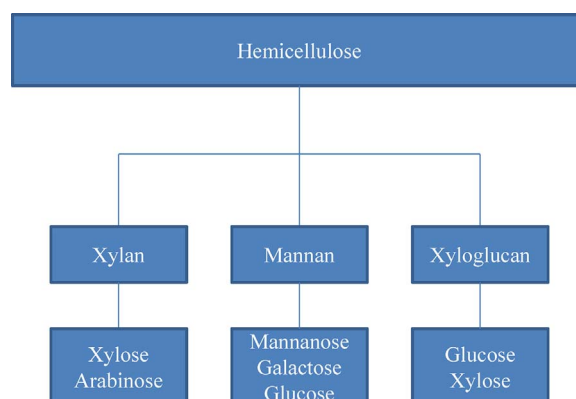 Hemicellulose
Xylan
Mannan
Xyloglucan
Xylose
Arabinose
Mannanose
Galactose
Glucose
Glucose
Xylose